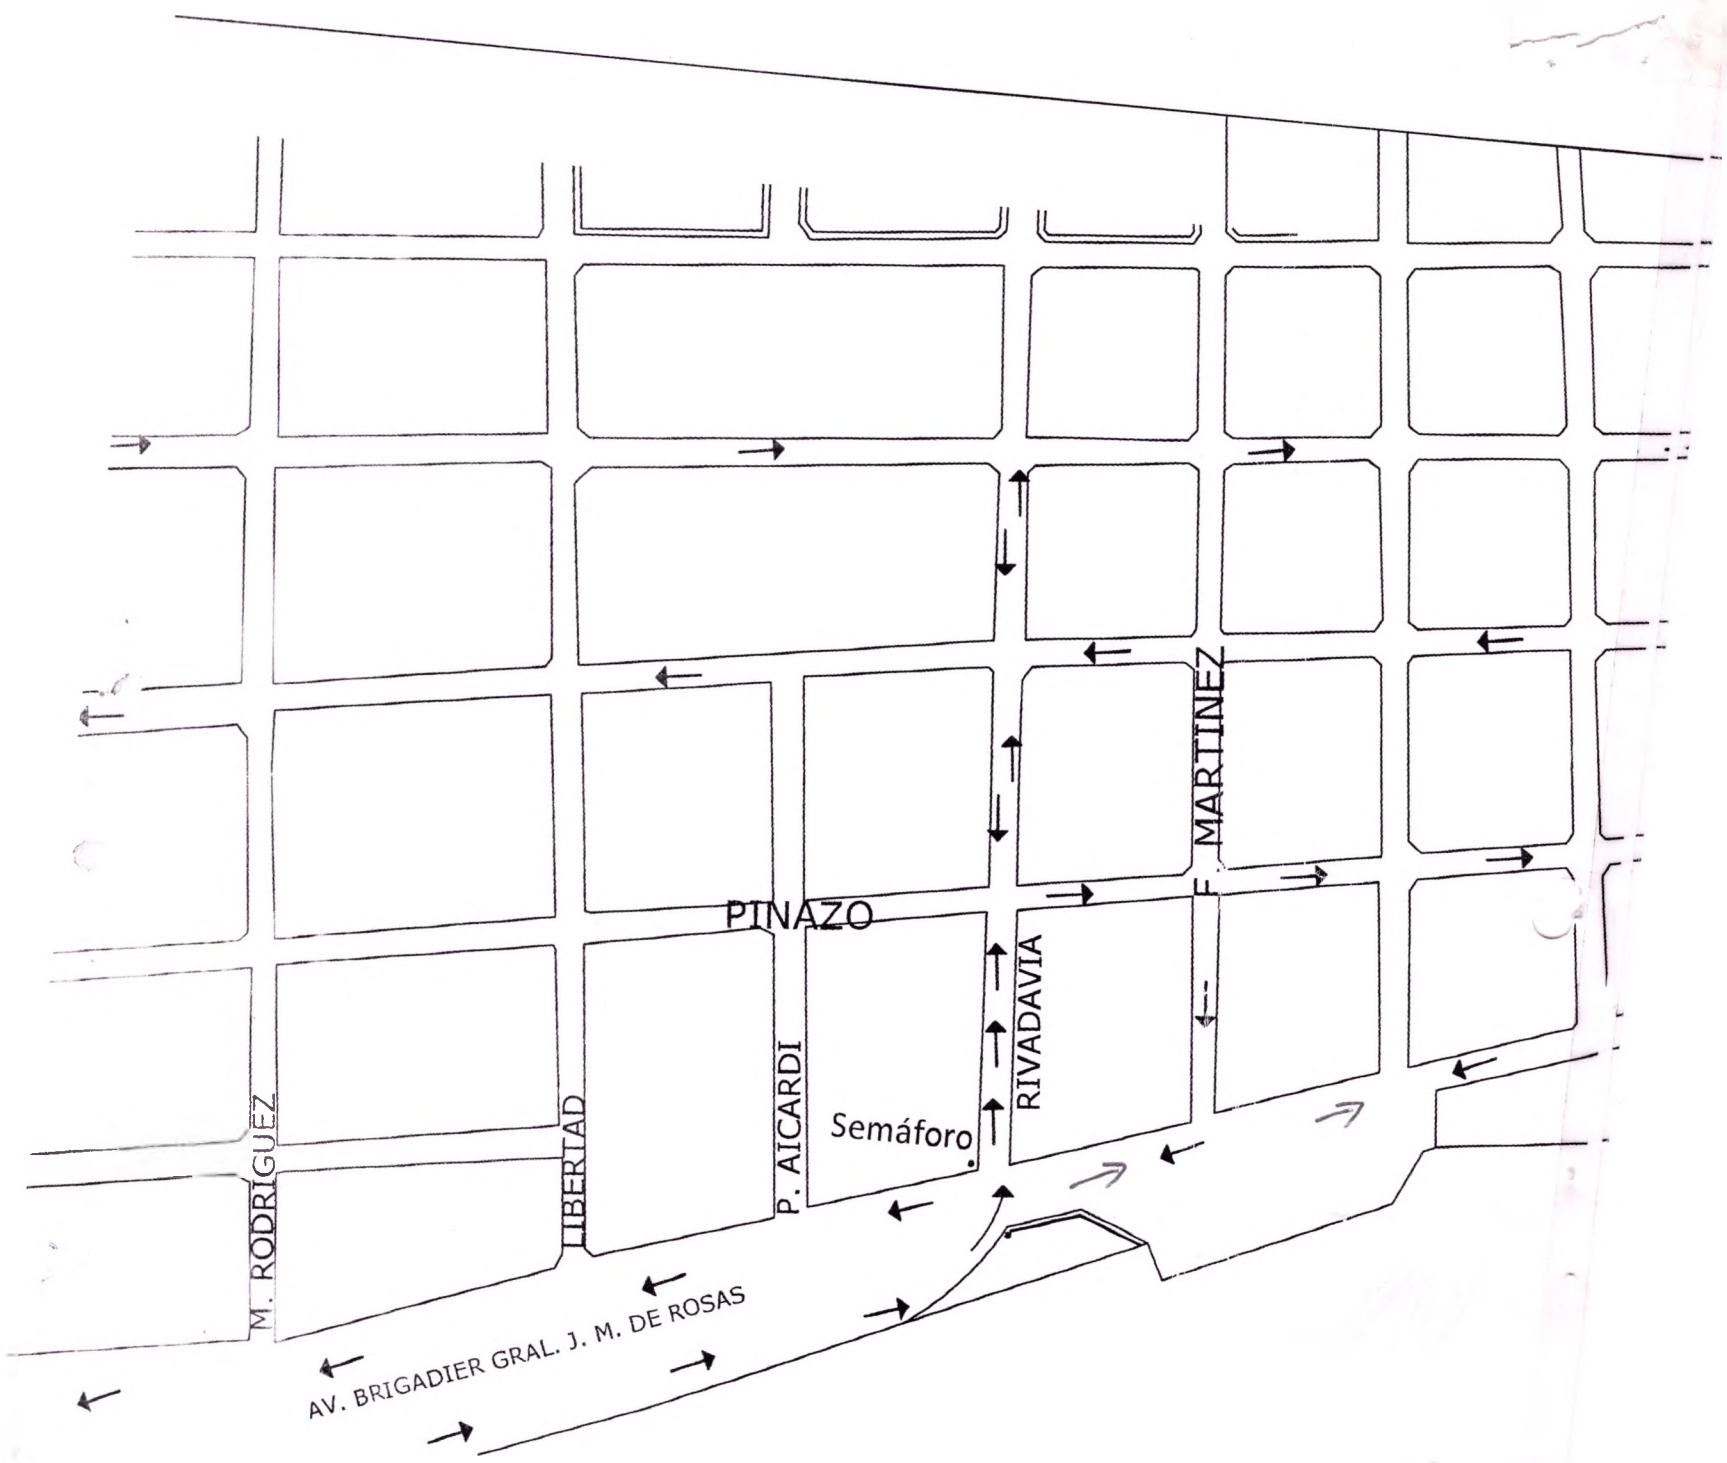 F. MARTINEZ
PINAZO
RIVADAVIA
P. AICARDI
Semáforo
M. RODRIGUEZ
LIBERTAD
AV. BRIGADIER GRAL. J. M. DE ROSAS